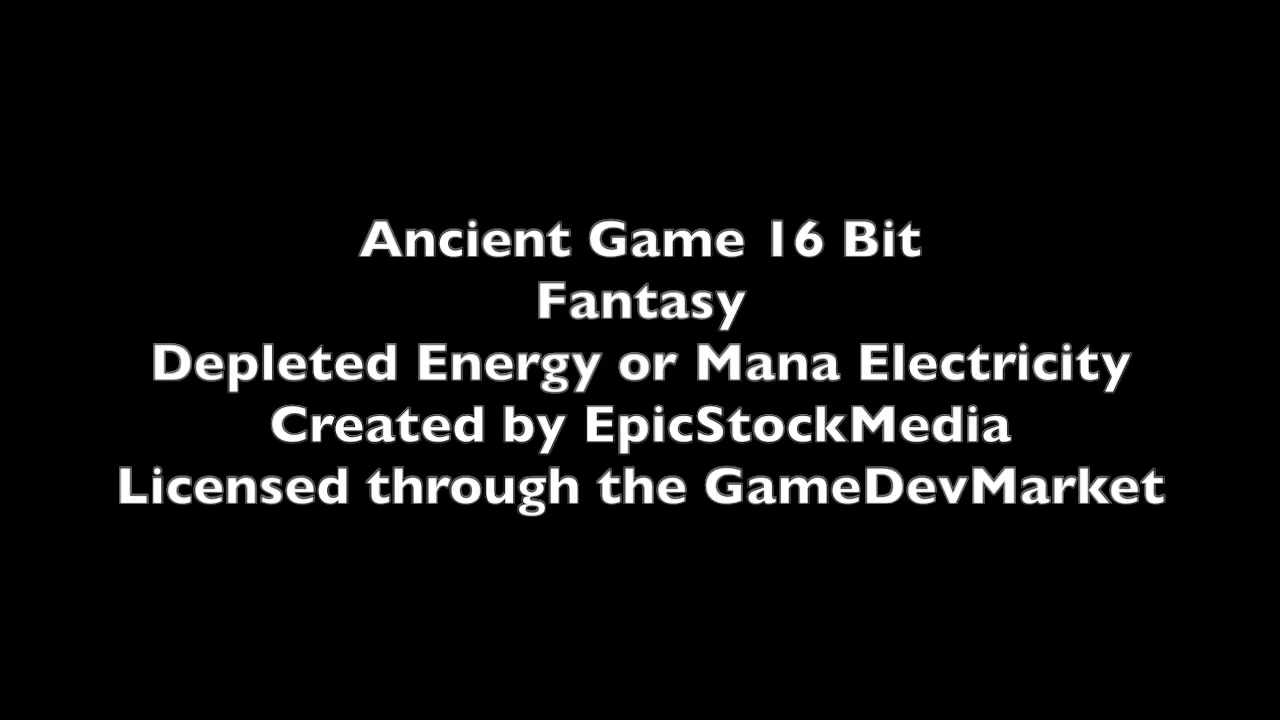 Ancient Game 16 Bit
Fantasy
Depleted Energy or Mana Electricity
Created by EpicStockMedia
Licensed through the GameDevMarket